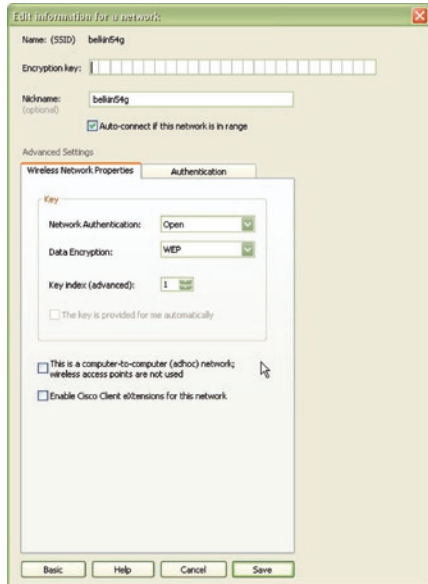 Edit information for a network
Name: (SSID) belkin54g
Encryption key:
Nickname: belkin54g
(optional)
Auto-connect if this network is in range
Advanced Settings
Wireless Network Properties Authentication
Key
Network Authentication: Open
Data Encryption: WEP
Key index (advanced): 1
The key is provided for me automatically
This is a computer-to-computer (adhoc) network;
wireless access points are not used
Enable Cisco Client eXtensions for this network
Basic Help Cancel Save